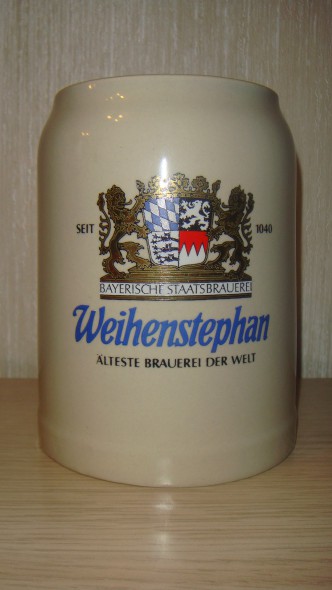 SEIT 1040
BAYERISCHE STAATSBRAUEREI
Weihenstephan
ÄLTESTE BRAUEREI DER WELT